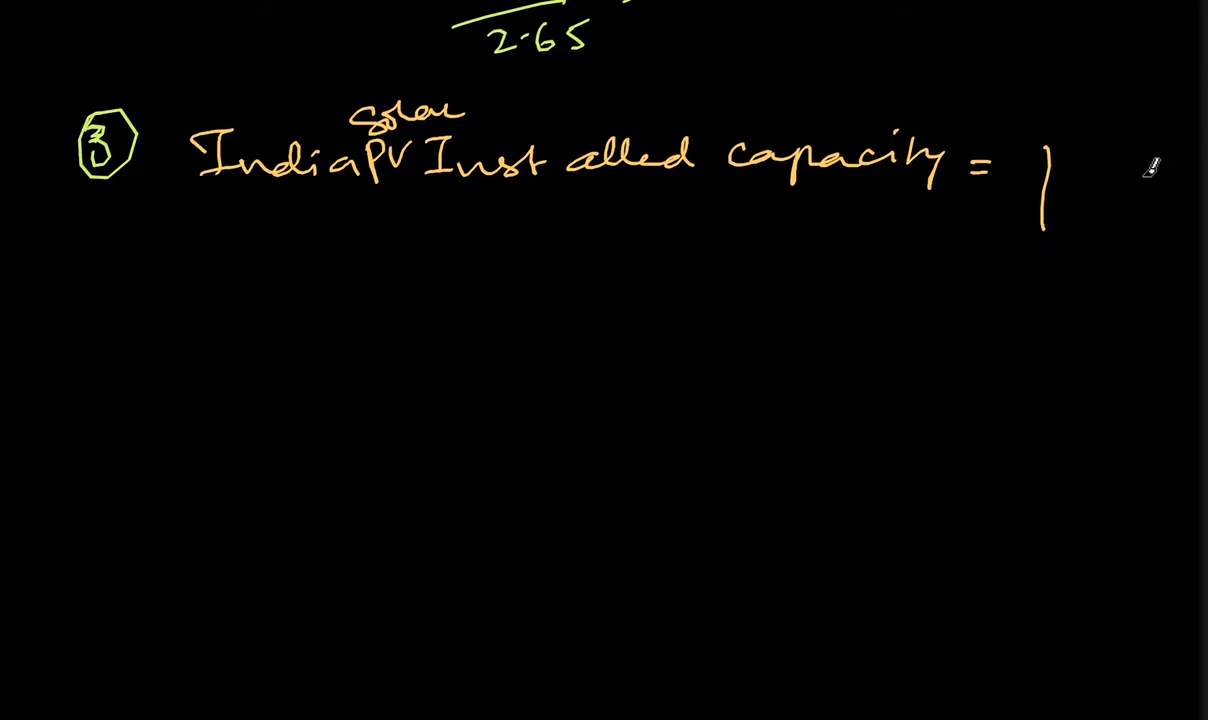 2.65
solar
③ India PV Installed capacity = 1